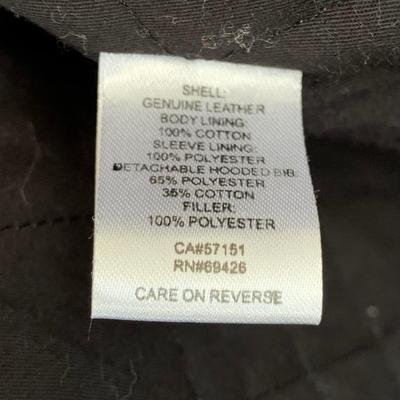 SHELL:
GENUINE LEATHER
BODY LINING:
100% COTTON
SLEEVE LINING:
100% POLYESTER
DETACHABLE HOODED BIB:
65% POLYESTER
35% COTTON
FILLER:
100% POLYESTER
CA#57151
RN#69426
CARE ON REVERSE